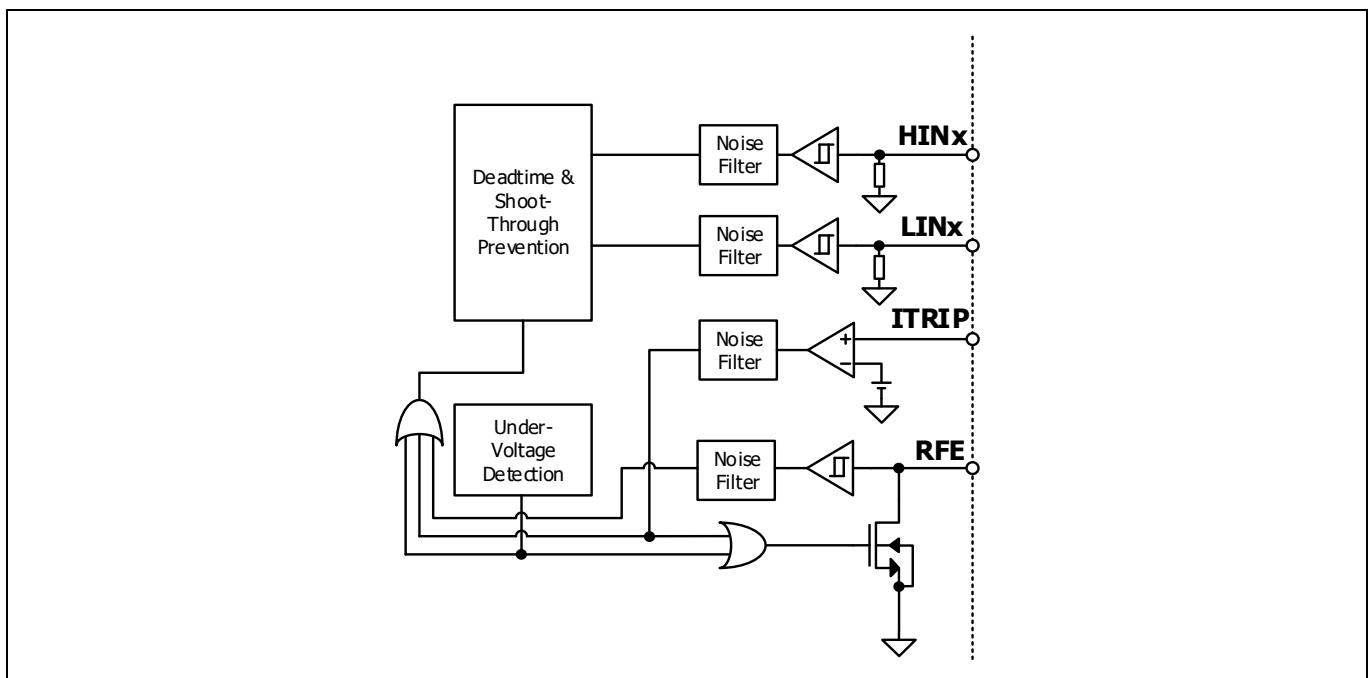 HINx
Noise
Filter
Deadtime &
Shoot-
Through
Prevention
LINx
Noise
Filter
ITRIP
Noise
Filter
+
−
Under-
Voltage
Detection
RFE
Noise
Filter